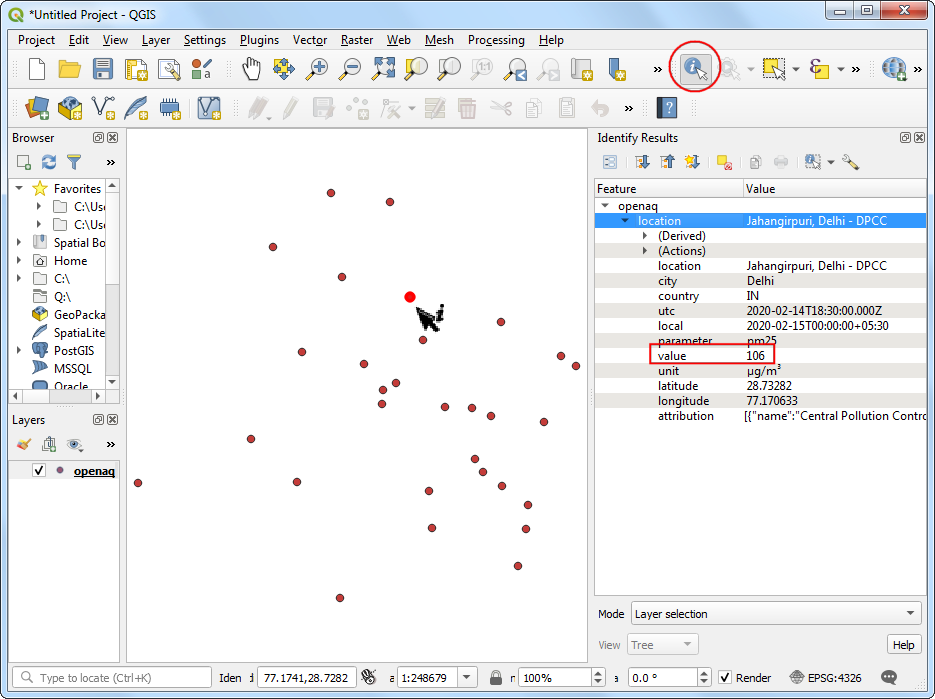 *Untitled Project - QGIS
Project Edit View Layer Settings Plugins Vector Raster Web Mesh Processing Help
Browser
Favorites
C:\Use
C:\Use
Spatial Bo
Home
C:\
Q:\
GeoPacka
SpatiaLite
PostGIS
MSSQL
Oracle
Layers
openaq
Identify Results
Feature Value
openaq
location Jahangirpuri, Delhi - DPCC
(Derived)
(Actions)
location Jahangirpuri, Delhi - DPCC
city Delhi
country IN
utc 2020-02-14T18:30:00.000Z
local 2020-02-15T00:00:00+05:30
parameter pm25
value 106
unit µg/m³
latitude 28.73282
longitude 77.170633
attribution [{"name":"Central Pollution Contro
Mode Layer selection
View Tree Help
Type to locate (Ctrl+K) Iden 77.1741,28.7282 1:248679 100% 0.0 ° Render EPSG:4326